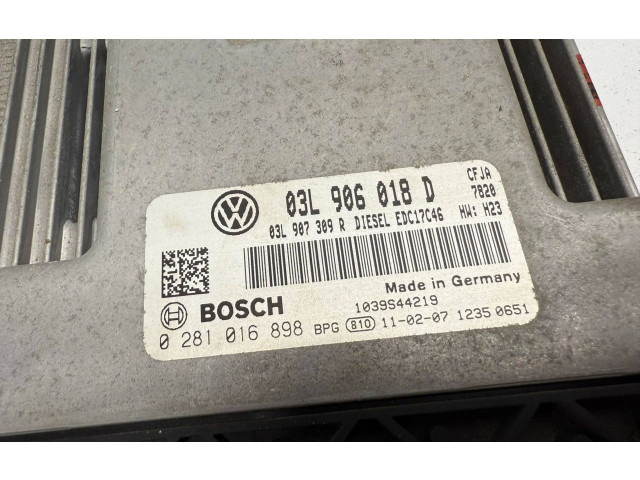 03L 906 018 D
CFJA
7820
03L 907 309 R DIESEL EDC17C46 HW: H23
Made in Germany
BOSCH
1039S44219
0 281 016 898 BPG 810 11-02-07 1235 0651